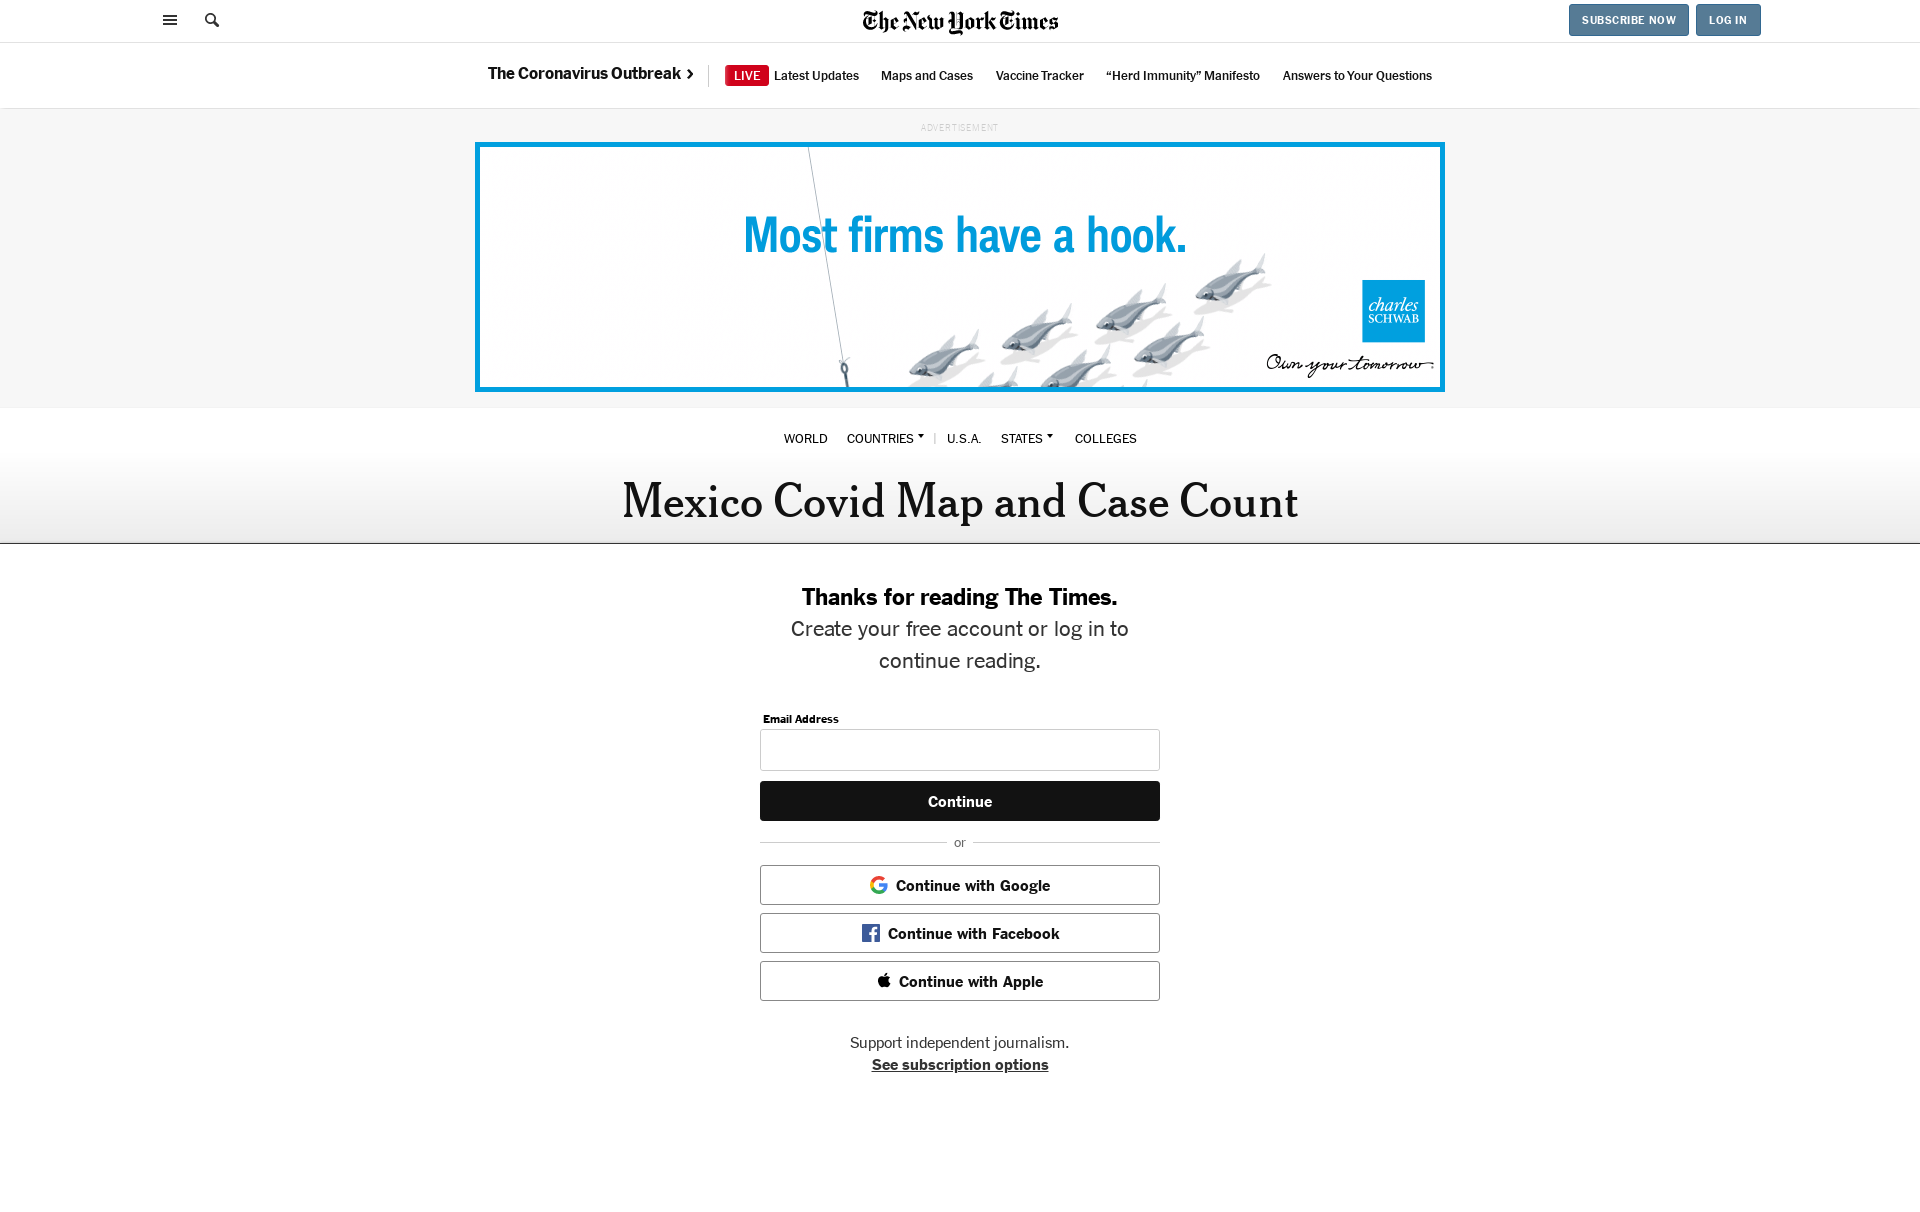 The New York Times
SUBSCRIBE NOW
LOG IN
The Coronavirus Outbreak
LIVE Latest Updates
Maps and Cases
Vaccine Tracker
“Herd Immunity” Manifesto
Answers to Your Questions
ADVERTISEMENT
Most firms have a hook.
charles
SCHWAB
Own your tomorrow
WORLD
COUNTRIES
U.S.A.
STATES
COLLEGES
Mexico Covid Map and Case Count
Thanks for reading The Times.
Create your free account or log in to
continue reading.
Email Address
Continue
or
Continue with Google
Continue with Facebook
Continue with Apple
Support independent journalism.
See subscription options